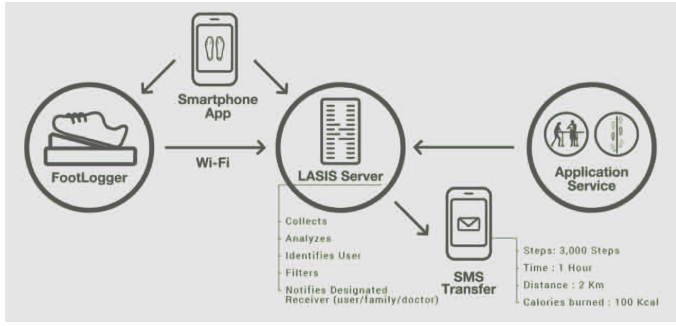 Smartphone
App
FootLogger
Wi-Fi
LASIS Server
Application
Service
Collects
Analyzes
Identifies User
Filters
Notifies Designated
Receiver (user/family/doctor)
SMS
Transfer
Steps: 3,000 Steps
Time : 1 Hour
Distance : 2 Km
Calories burned : 100 Kcal